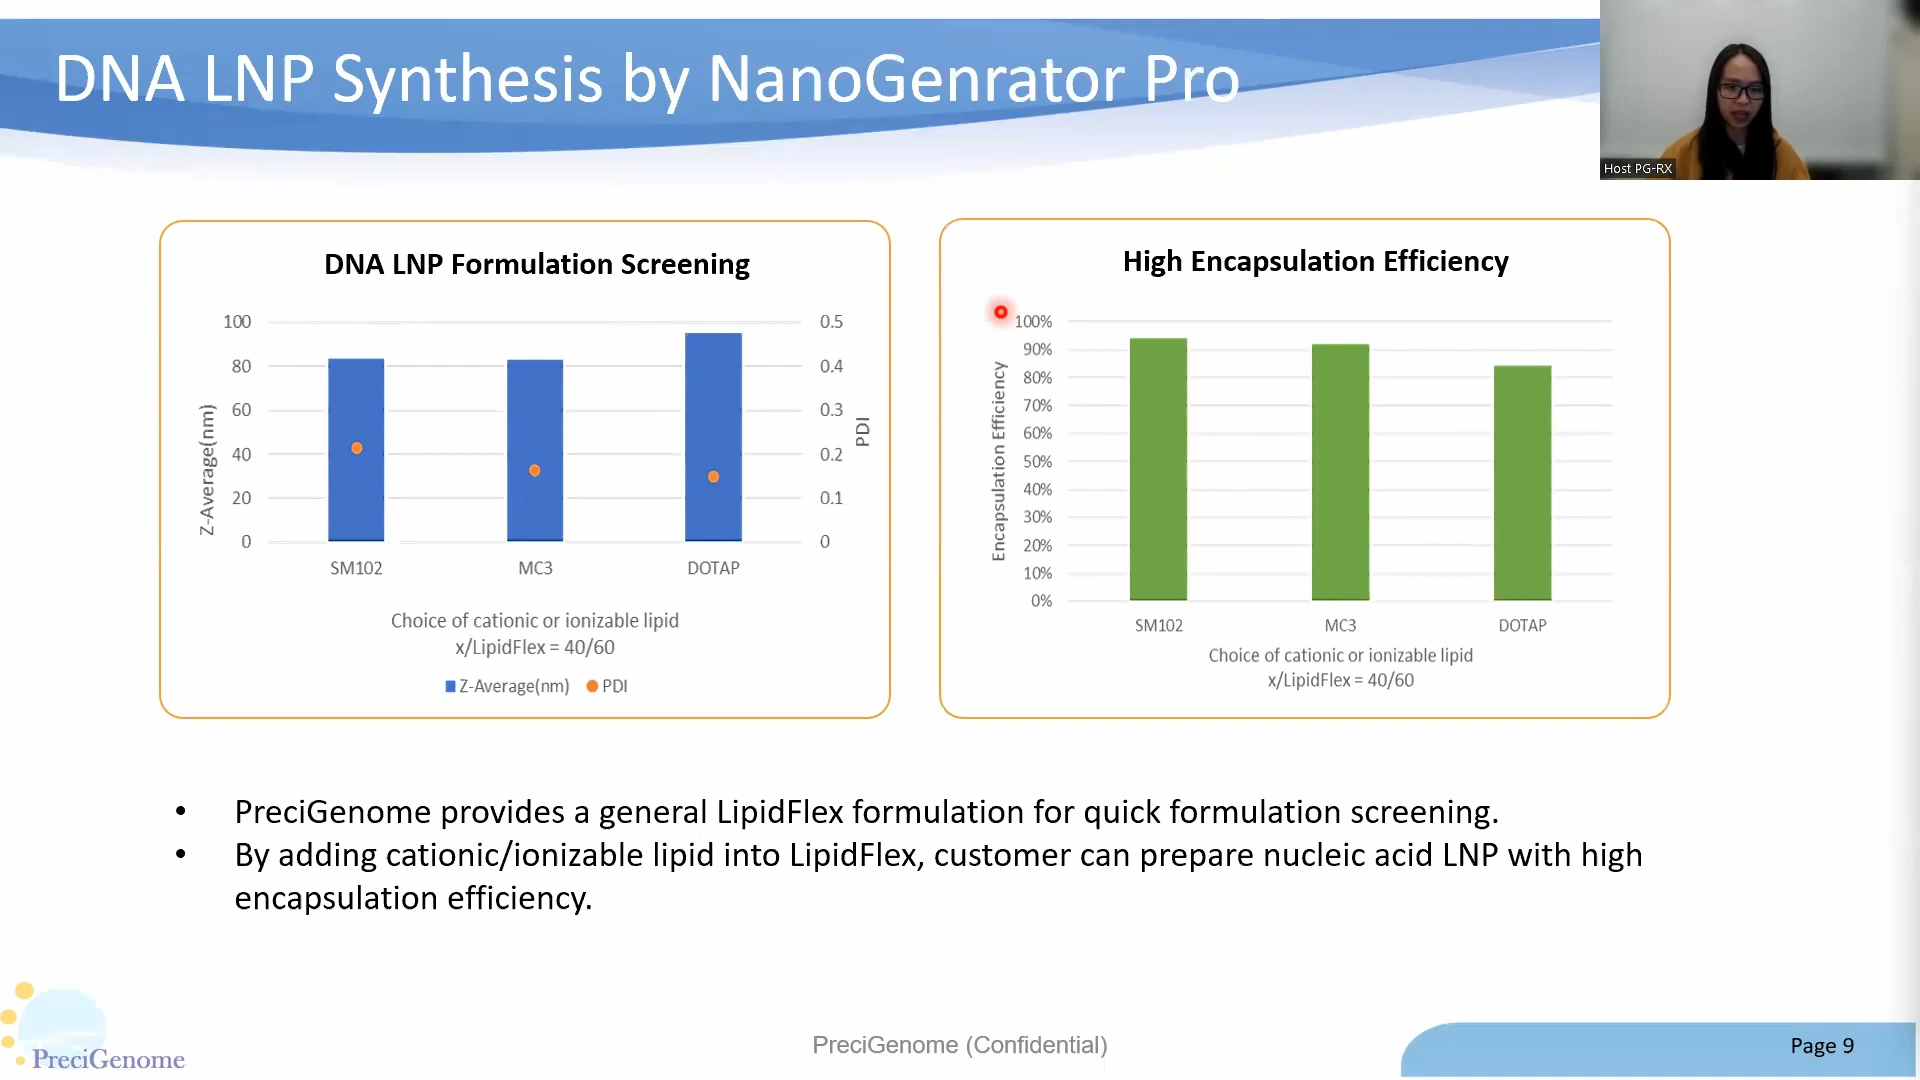 DNA LNP Synthesis by NanoGenrator Pro
Host PG-RX
DNA LNP Formulation Screening
100
80
60
40
20
0
Z-Average(nm)
0.5
0.4
0.3
0.2
0.1
0
PDI
SM102
MC3
DOTAP
Choice of cationic or ionizable lipid
x/LipidFlex = 40/60
Z-Average(nm)
PDI
High Encapsulation Efficiency
100%
90%
80%
70%
60%
50%
40%
30%
20%
10%
0%
Encapsulation Efficiency
SM102
MC3
DOTAP
Choice of cationic or ionizable lipid
x/LipidFlex = 40/60
• PreciGenome provides a general LipidFlex formulation for quick formulation screening.
• By adding cationic/ionizable lipid into LipidFlex, customer can prepare nucleic acid LNP with high
encapsulation efficiency.
PreciGenome
PreciGenome (Confidential)
Page 9